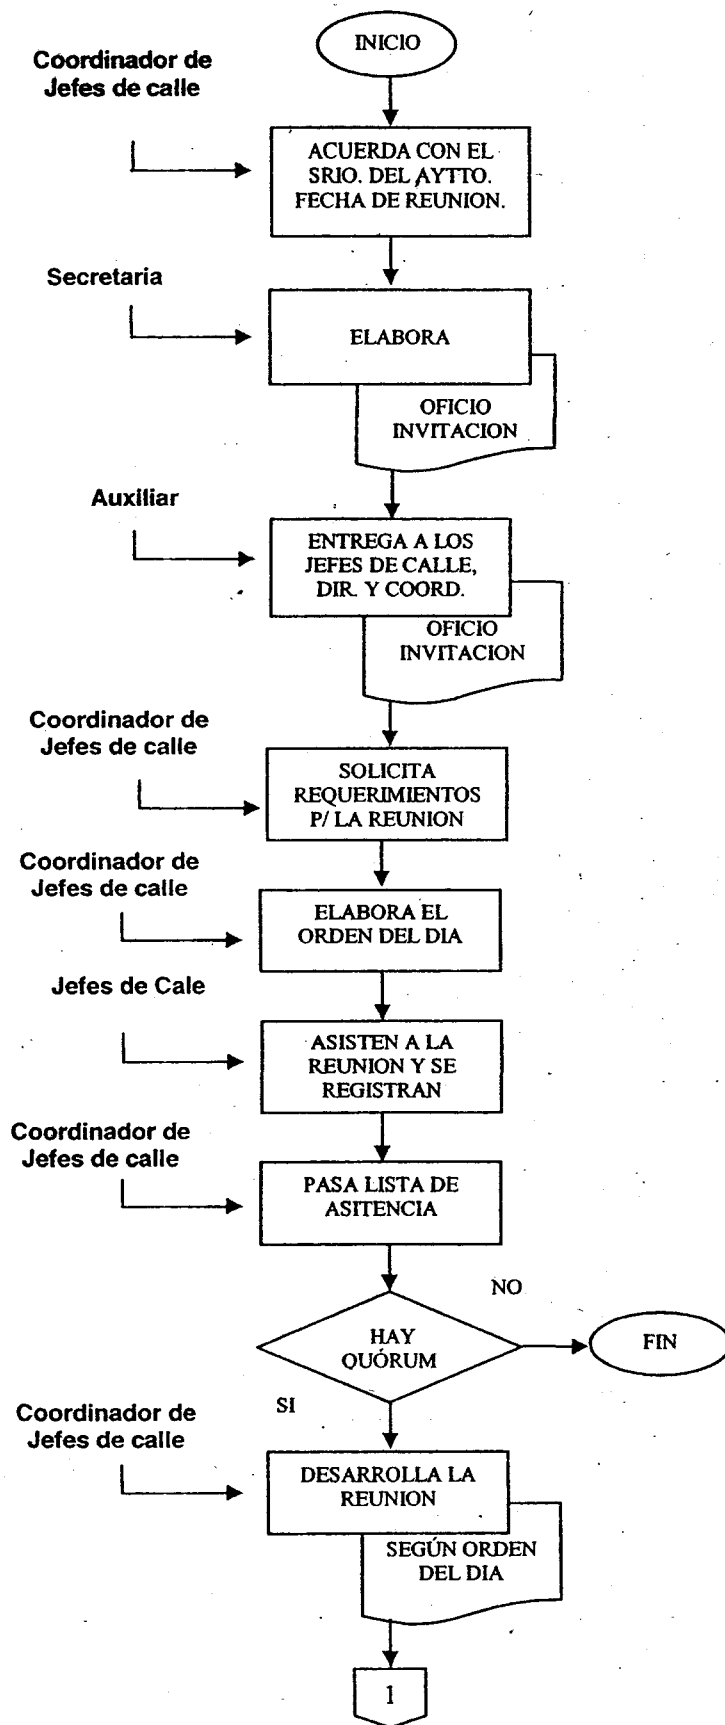 INICIO
Coordinador de
Jefes de calle
ACUERDA CON EL
SRIO. DEL AYTTO.
FECHA DE REUNION.
Secretaria
ELABORA
OFICIO
INVITACION
Auxiliar
ENTREGA A LOS
JEFES DE CALLE,
DIR. Y COORD.
OFICIO
INVITACION
Coordinador de
Jefes de calle
SOLICITA
REQUERIMIENTOS
P/ LA REUNION
Coordinador de
Jefes de calle
ELABORA EL
ORDEN DEL DIA
Jefes de Cale
ASISTEN A LA
REUNION Y SE
REGISTRAN
Coordinador de
Jefes de calle
PASA LISTA DE
ASITENCIA
NO
HAY
QUÓRUM
FIN
SI
Coordinador de
Jefes de calle
DESARROLLA LA
REUNION
SEGÚN ORDEN
DEL DIA
1